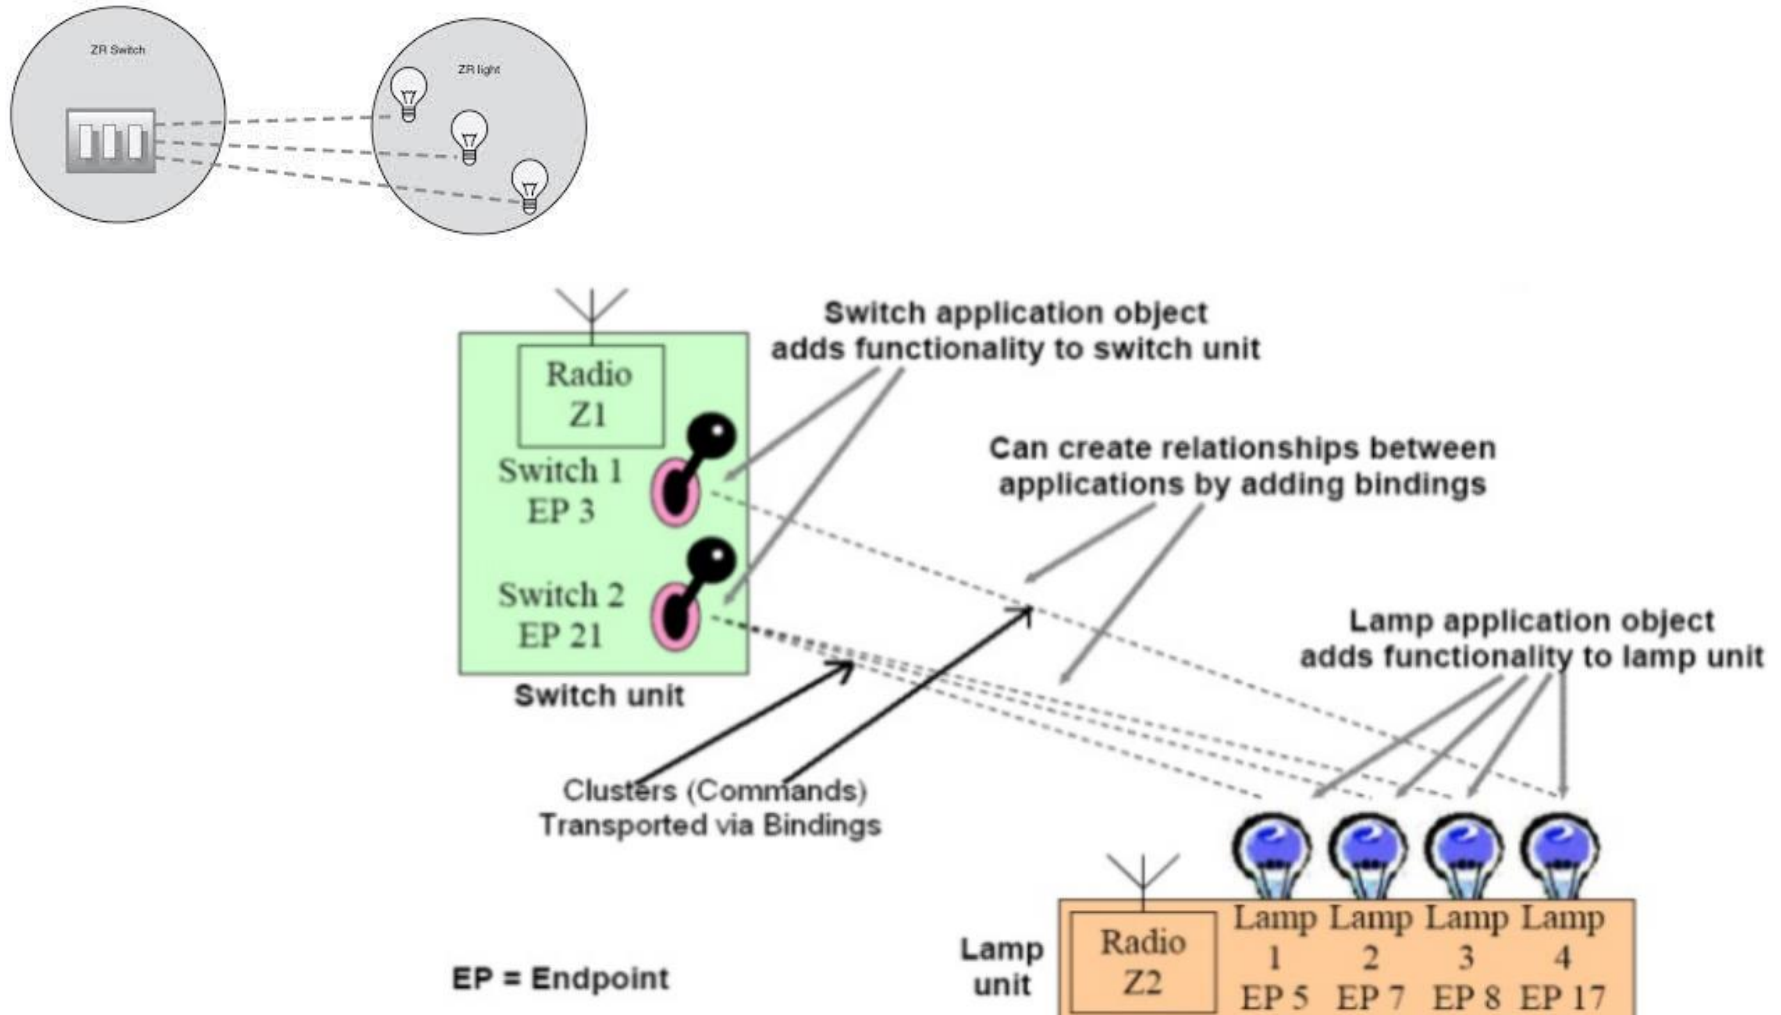 ZR Switch
ZR light
Switch application object
adds functionality to switch unit
Radio
Z1
Switch 1
EP 3
Switch 2
EP 21
Switch unit
Can create relationships between
applications by adding bindings
Lamp application object
adds functionality to lamp unit
Clusters (Commands)
Transported via Bindings
EP = Endpoint
Lamp
unit
Radio
Z2
Lamp Lamp Lamp Lamp
1 2 3 4
EP 5 EP 7 EP 8 EP 17